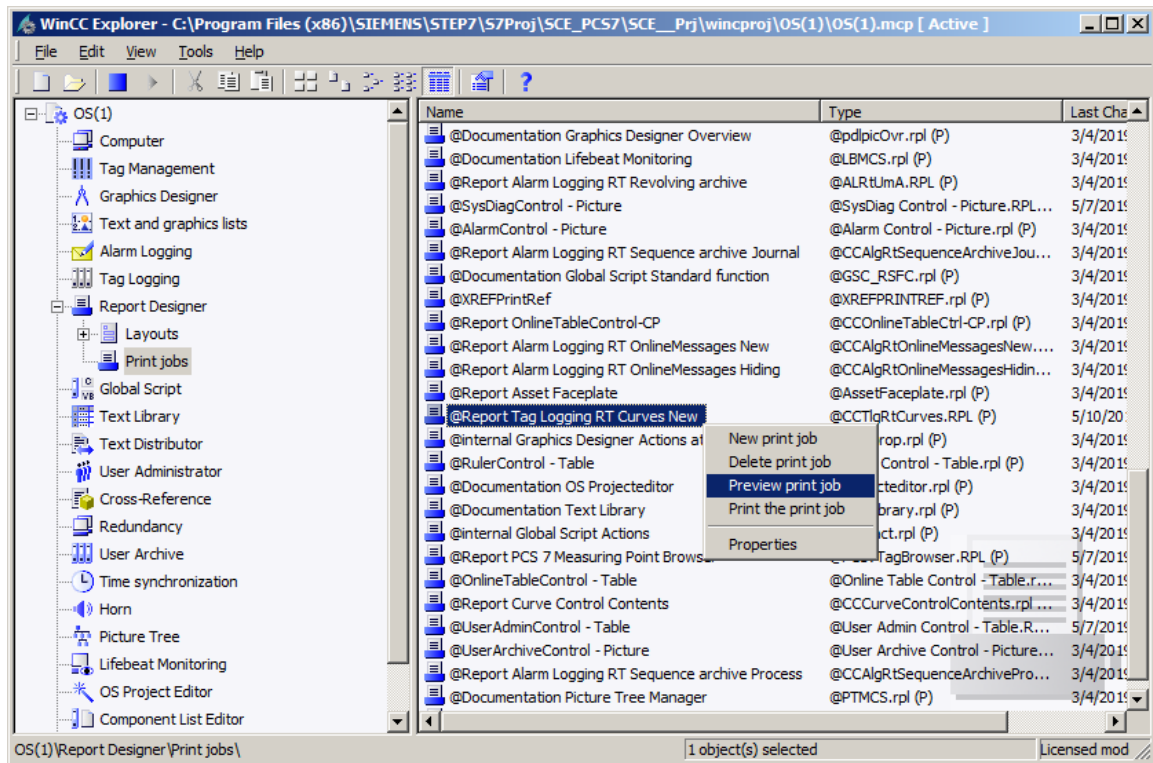 WinCC Explorer - C:\Program Files (x86)\SIEMENS\STEP7\S7Proj\SCE_PCS7\SCE__Prj\wincproj\OS(1)\OS(1).mcp [ Active ]
File Edit View Tools Help
OS(1)
Computer
Tag Management
Graphics Designer
Text and graphics lists
Alarm Logging
Tag Logging
Report Designer
Layouts
Print jobs
Global Script
Text Library
Text Distributor
User Administrator
Cross-Reference
Redundancy
User Archive
Time synchronization
Horn
Picture Tree
Lifebeat Monitoring
OS Project Editor
Component List Editor
Name Type Last Cha
@Documentation Graphics Designer Overview @pdlpicOvr.rpl (P) 3/4/2019
@Documentation Lifebeat Monitoring @LBMCS.rpl (P) 3/4/2019
@Report Alarm Logging RT Revolving archive @ALRtUmA.RPL (P) 3/4/2019
@SysDiagControl - Picture @SysDiag Control - Picture.RPL... 5/7/2019
@AlarmControl - Picture @Alarm Control - Picture.rpl (P) 3/4/2019
@Report Alarm Logging RT Sequence archive Journal @CCAlgRtSequenceArchiveJou... 3/4/2019
@Documentation Global Script Standard function @GSC_RSFC.rpl (P) 3/4/2019
@XREFPrintRef @XREFPRINTREF.rpl (P) 3/4/2019
@Report OnlineTableControl-CP @CCOnlineTableCtrl-CP.rpl (P) 3/4/2019
@Report Alarm Logging RT OnlineMessages New @CCAlgRtOnlineMessagesNew.... 3/4/2019
@Report Alarm Logging RT OnlineMessages Hiding @CCAlgRtOnlineMessagesHidin... 3/4/2019
@Report Asset Faceplate @AssetFaceplate.rpl (P) 3/4/2019
@Report Tag Logging RT Curves New @CCTlgRtCurves.RPL (P) 5/10/20
@internal Graphics Designer Actions at rop.rpl (P) 3/4/2019
@RulerControl - Table Control - Table.rpl (P) 3/4/2019
@Documentation OS Projecteditor cteditor.rpl (P) 3/4/2019
@Documentation Text Library brary.rpl (P) 3/4/2019
@internal Global Script Actions ct.rpl (P) 3/4/2019
@Report PCS 7 Measuring Point Browser TagBrowser.RPL (P) 5/7/2019
@OnlineTableControl - Table @Online Table Control - Table.r... 3/4/2019
@Report Curve Control Contents @CCCurveControlContents.rpl ... 3/4/2019
@UserAdminControl - Table @User Admin Control - Table.R... 5/7/2019
@UserArchiveControl - Picture @User Archive Control - Picture... 3/4/2019
@Report Alarm Logging RT Sequence archive Process @CCAlgRtSequenceArchivePro... 3/4/2019
@Documentation Picture Tree Manager @PTMCS.rpl (P) 3/4/2019
New print job
Delete print job
Preview print job
Print the print job
Properties
OS(1)\Report Designer\Print jobs\ 1 object(s) selected Licensed mod